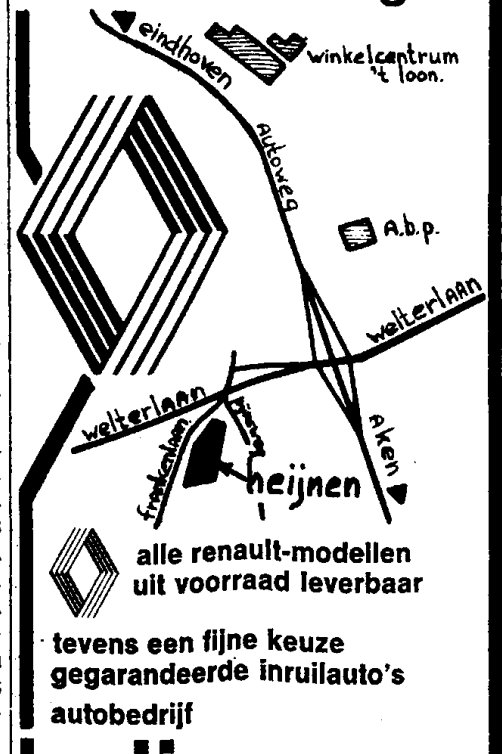 eindhoven
winkelcentrum
't loon.
Autoweg
A.b.p.
welterlaan
welterlaan
frankenlaan
Aken
heijnen
alle renault-modellen
uit voorraad leverbaar
tevens een fijne keuze
gegarandeerde inruilauto's
autobedrijf